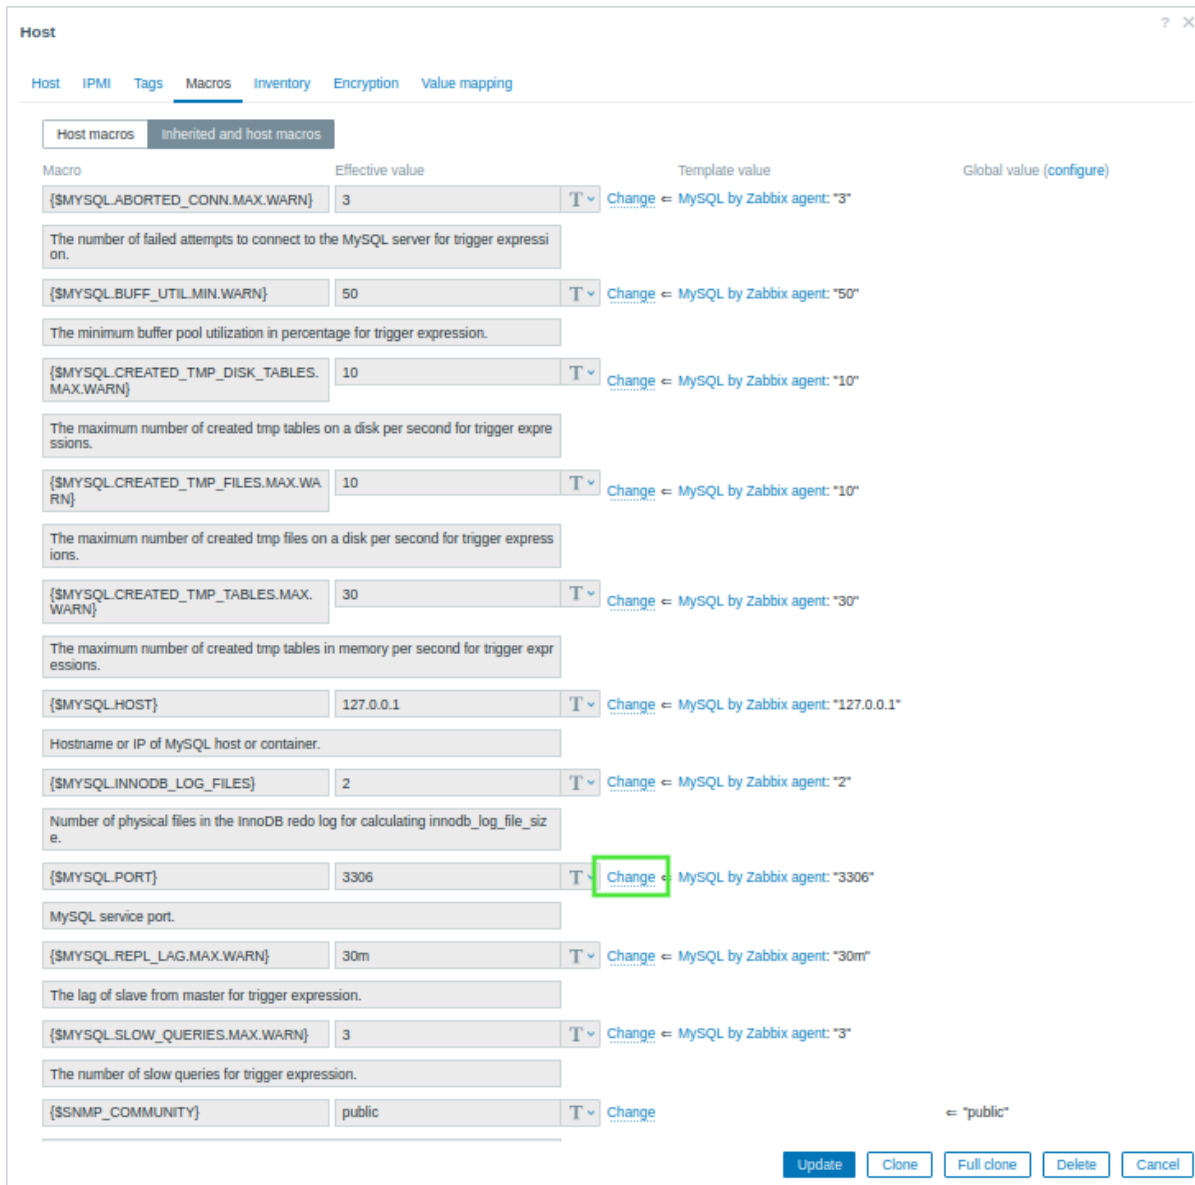 Host
? ×
Host IPMI Tags Macros Inventory Encryption Value mapping
Host macros Inherited and host macros
Macro Effective value Template value Global value (configure)
{$MYSQL.ABORTED_CONN.MAX.WARN} 3 T Change ⇐ MySQL by Zabbix agent: "3"
The number of failed attempts to connect to the MySQL server for trigger expressi
on.
{$MYSQL.BUFF_UTIL.MIN.WARN} 50 T Change ⇐ MySQL by Zabbix agent: "50"
The minimum buffer pool utilization in percentage for trigger expression.
{$MYSQL.CREATED_TMP_DISK_TABLES. 10 T Change ⇐ MySQL by Zabbix agent: "10"
MAX.WARN}
The maximum number of created tmp tables on a disk per second for trigger expre
ssions.
{$MYSQL.CREATED_TMP_FILES.MAX.WA 10 T Change ⇐ MySQL by Zabbix agent: "10"
RN}
The maximum number of created tmp files on a disk per second for trigger express
ions.
{$MYSQL.CREATED_TMP_TABLES.MAX. 30 T Change ⇐ MySQL by Zabbix agent: "30"
WARN}
The maximum number of created tmp tables in memory per second for trigger expr
essions.
{$MYSQL.HOST} 127.0.0.1 T Change ⇐ MySQL by Zabbix agent: "127.0.0.1"
Hostname or IP of MySQL host or container.
{$MYSQL.INNODB_LOG_FILES} 2 T Change ⇐ MySQL by Zabbix agent: "2"
Number of physical files in the InnoDB redo log for calculating innodb_log_file_siz
e.
{$MYSQL.PORT} 3306 T Change ⇐ MySQL by Zabbix agent: "3306"
MySQL service port.
{$MYSQL.REPL_LAG.MAX.WARN} 30m T Change ⇐ MySQL by Zabbix agent: "30m"
The lag of slave from master for trigger expression.
{$MYSQL.SLOW_QUERIES.MAX.WARN} 3 T Change ⇐ MySQL by Zabbix agent: "3"
The number of slow queries for trigger expression.
{$SNMP_COMMUNITY} public T Change ⇐ "public"
Update Clone Full clone Delete Cancel